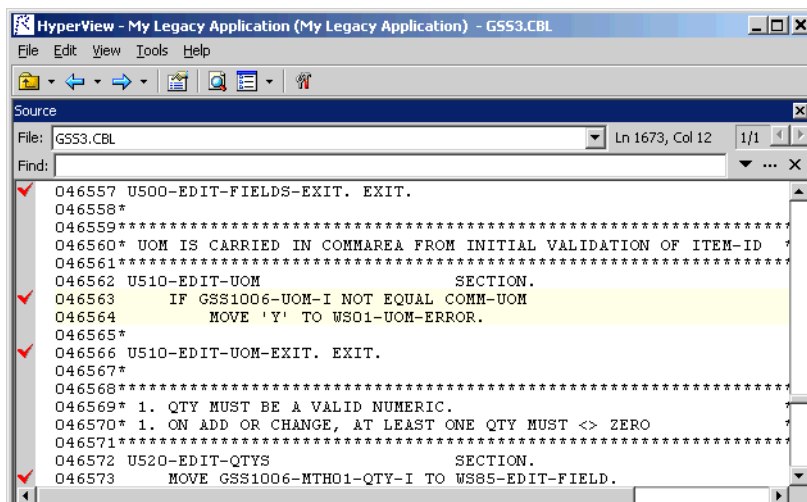 HyperView - My Legacy Application (My Legacy Application) - GSS3.CBL
File Edit View Tools Help
Source
File: GSS3.CBL Ln 1673, Col 12 1/1
Find:
046557 U500-EDIT-FIELDS-EXIT. EXIT.
046558*
046559*******************************************************************
046560* UOM IS CARRIED IN COMMAREA FROM INITIAL VALIDATION OF ITEM-ID *
046561*******************************************************************
046562 U510-EDIT-UOM SECTION.
046563 IF GSS1006-UOM-I NOT EQUAL COMM-UOM
046564 MOVE 'Y' TO WS01-UOM-ERROR.
046565*
046566 U510-EDIT-UOM-EXIT. EXIT.
046567*
046568*******************************************************************
046569* 1. QTY MUST BE A VALID NUMERIC. *
046570* 1. ON ADD OR CHANGE, AT LEAST ONE QTY MUST <> ZERO *
046571*******************************************************************
046572 U520-EDIT-QTYS SECTION.
046573 MOVE GSS1006-MTH01-QTY-I TO WS85-EDIT-FIELD.